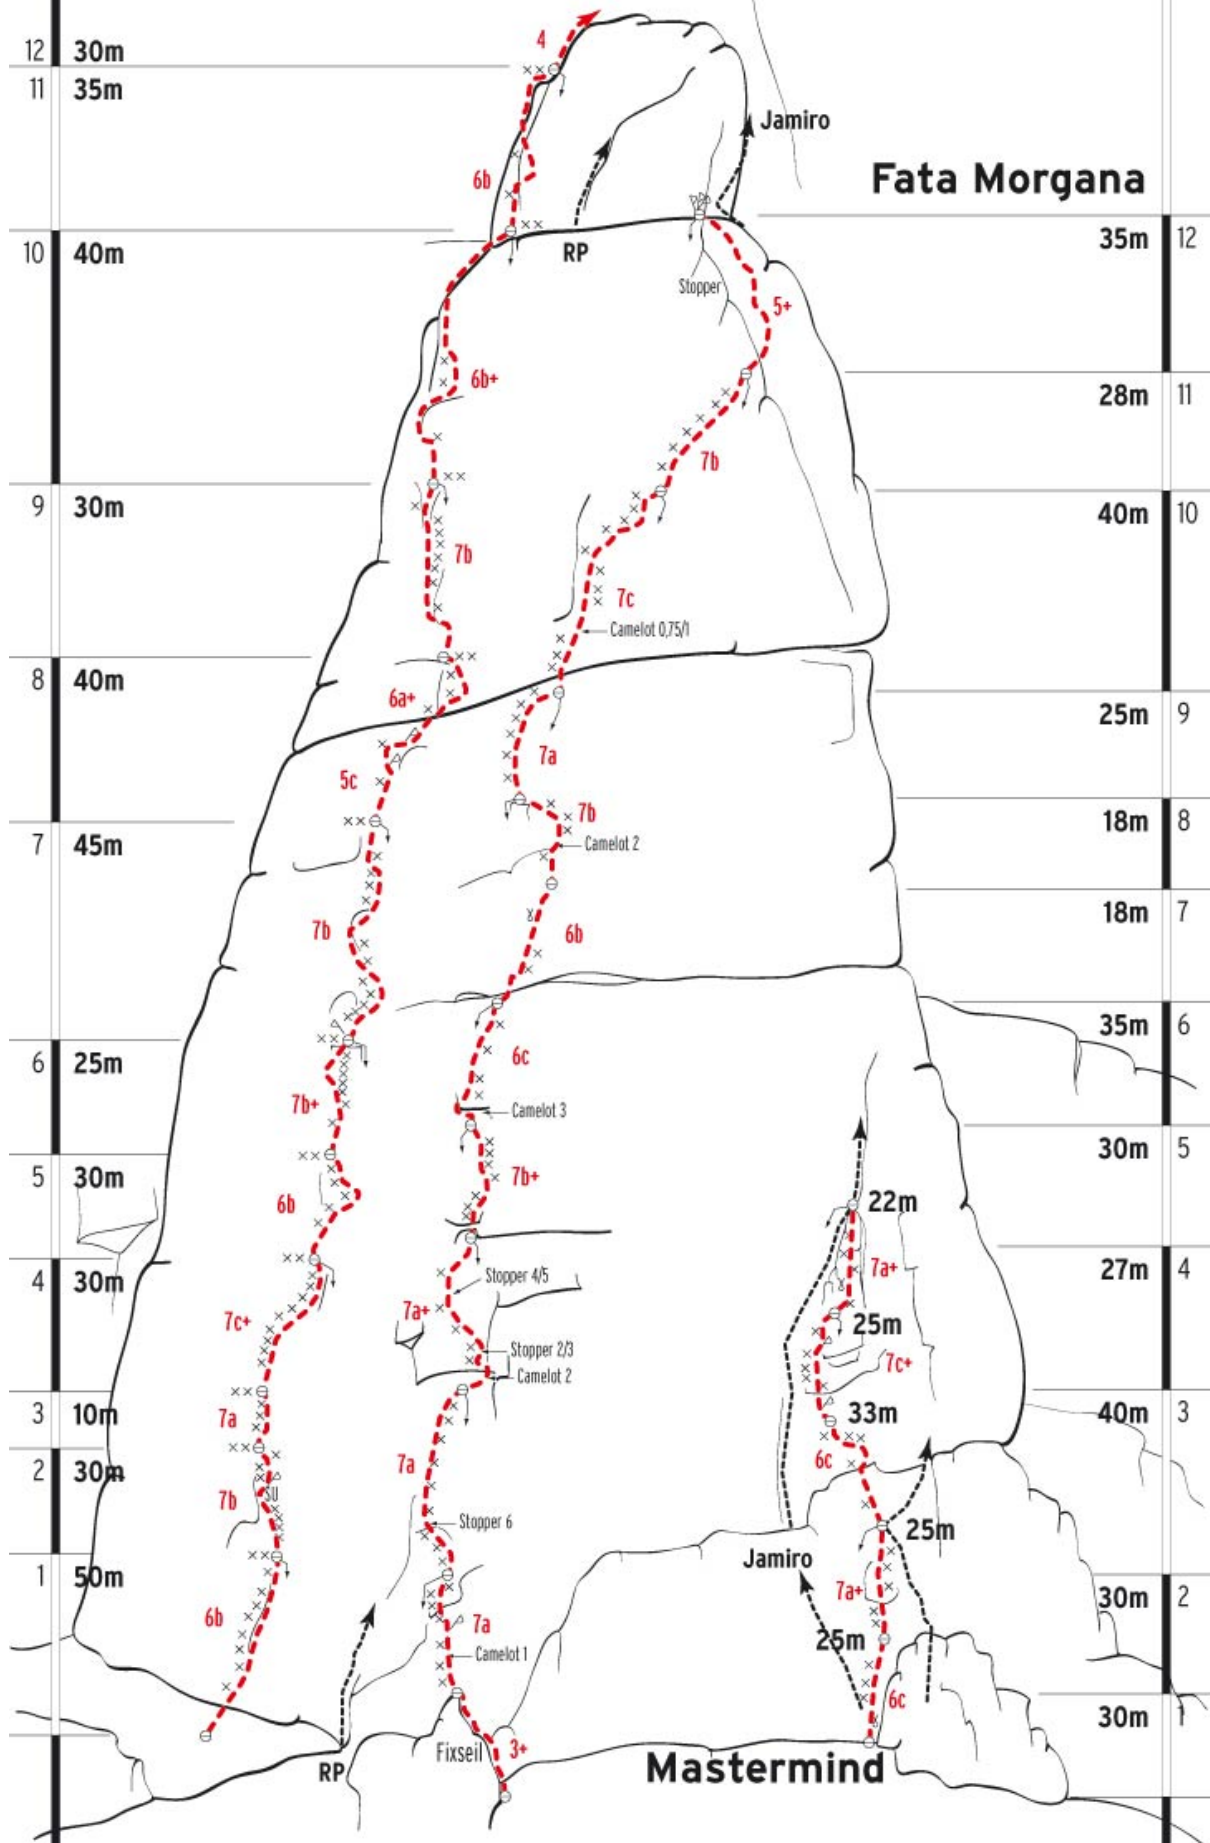 4
12 30m
11 35m
Jamiro
Fata Morgana
6b
35m 12
10 40m
RP
Stopper
5+
6b+
28m 11
7b
9 30m
40m 10
7b
7c
Camelot 0,75/1
8 40m
6a+
25m 9
7a
5c
7b
18m 8
7 45m
Camelot 2
18m 7
7b
6b
35m 6
6c
6 25m
7b+
Camelot 3
30m 5
5 30m
7b+
6b
22m
27m 4
7a+
4 30m
Stopper 4/5
7a+
7c+
25m
Stopper 2/3
7c+
Camelot 2
3 10m
7a
33m
40m 3
6c
7a
2 30m
7b
SU
Stopper 6
25m
Jamiro
1 50m
7a+
30m 2
6b
7a
25m
Camelot 1
6c
30m 1
Fixseil
3+
RP
Mastermind